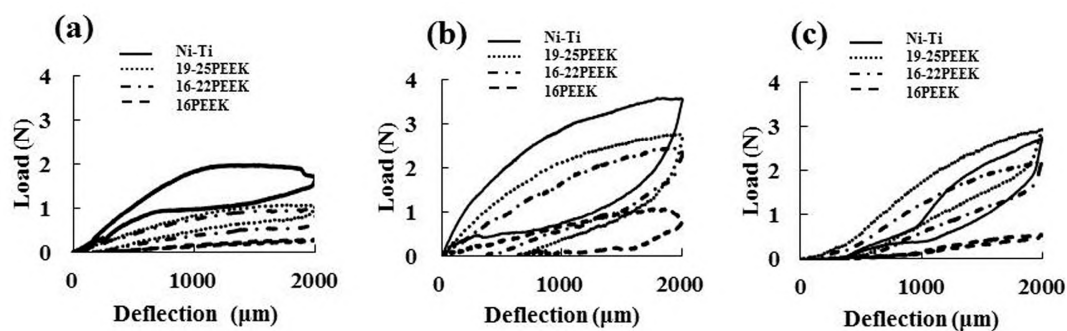 (a)
Ni-Ti
19-25PEEK
16-22PEEK
16PEEK
4
3
2
1
0
Load (N)
0 1000 2000
Deflection (μm)
(b)
Ni-Ti
19-25PEEK
16-22PEEK
16PEEK
4
3
2
1
0
Load (N)
0 1000 2000
Deflection (μm)
(c)
Ni-Ti
19-25PEEK
16-22PEEK
16PEEK
4
3
2
1
0
Load (N)
0 1000 2000
Deflection (μm)